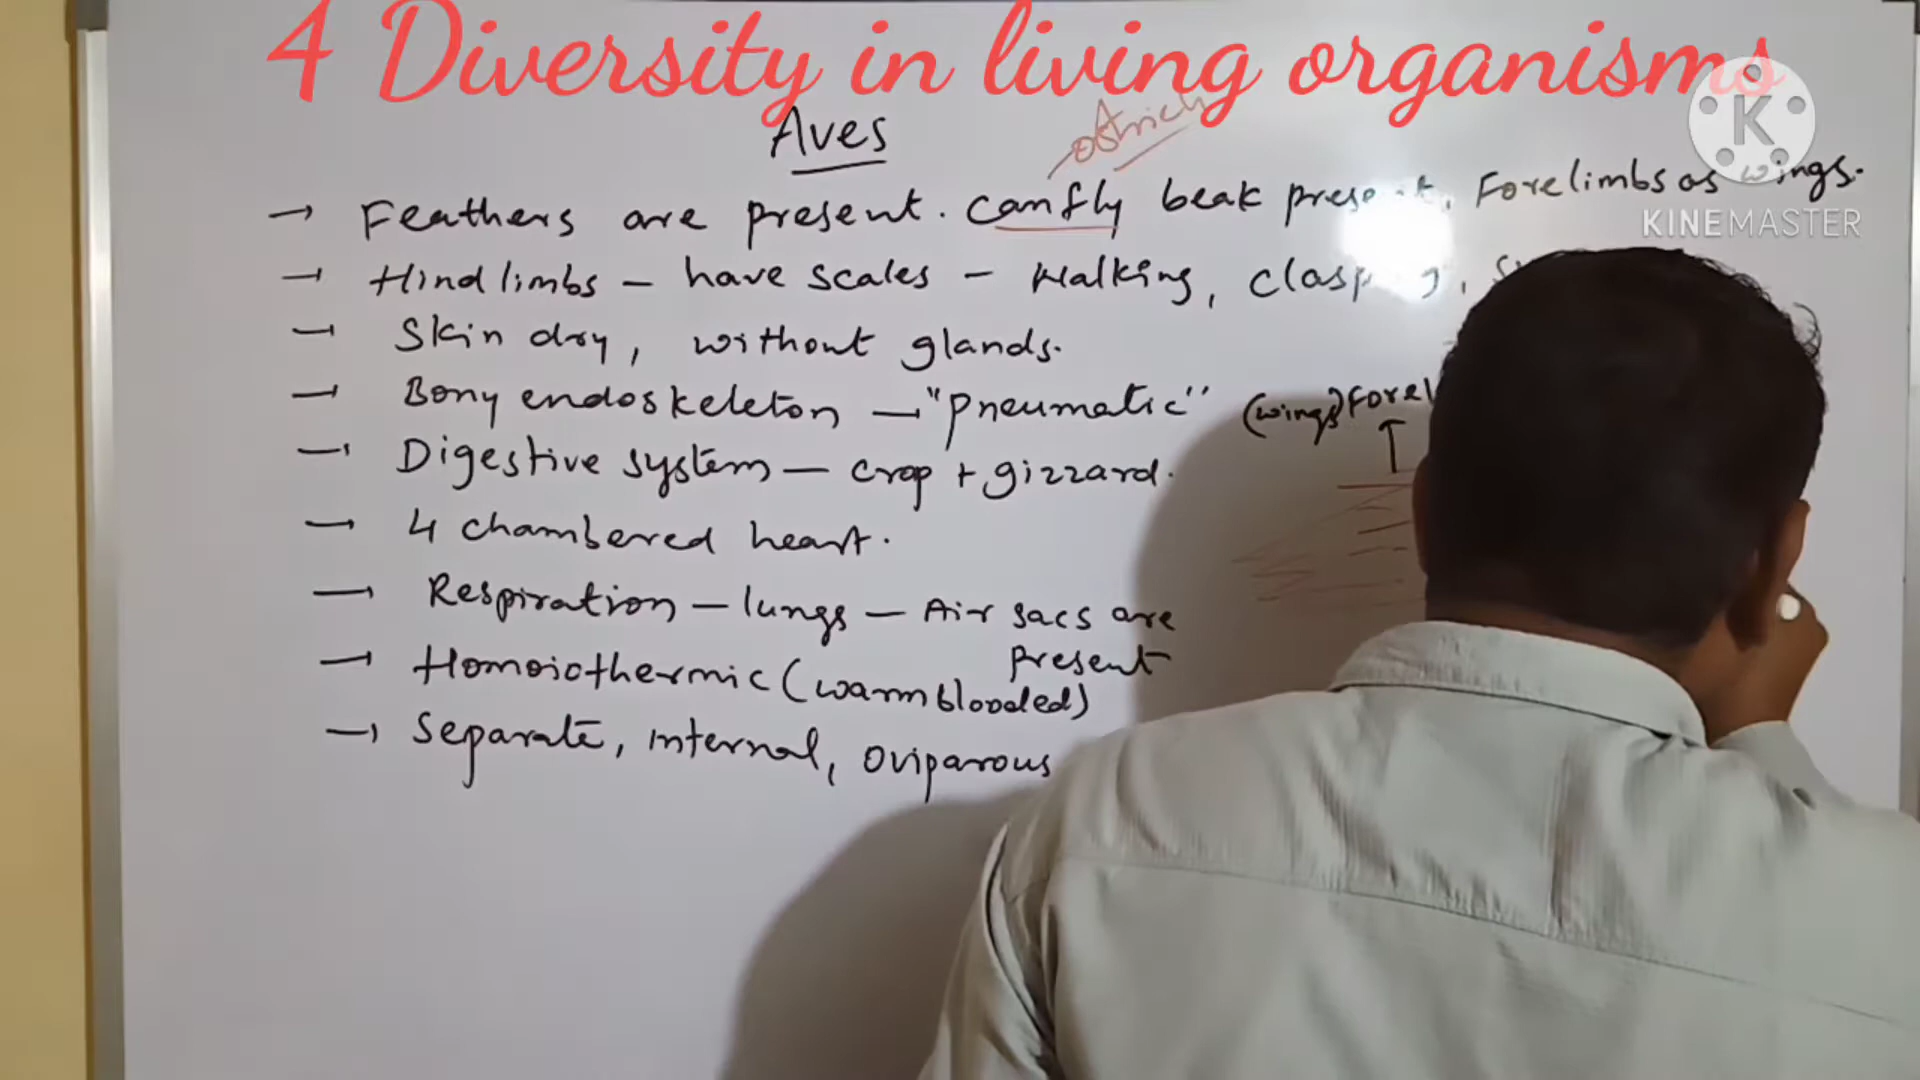 4 Diversity in living organisms
Aves
ostrich
→ Feathers are present. can fly beak present. Forelimbs as wings.
→ Hind limbs - have scales - Walking,
→ Skin dry, without glands.
→ Bony endoskeleton → "Pneumatic" (wings)
→ Digestive system - crop + gizzard.
→ 4 chambered heart.
→ Respiration - lungs - Air sacs are
present
→ Homoiothermic (warm blooded)
→ Separate, internal, Oviparous
K
KINEMASTER